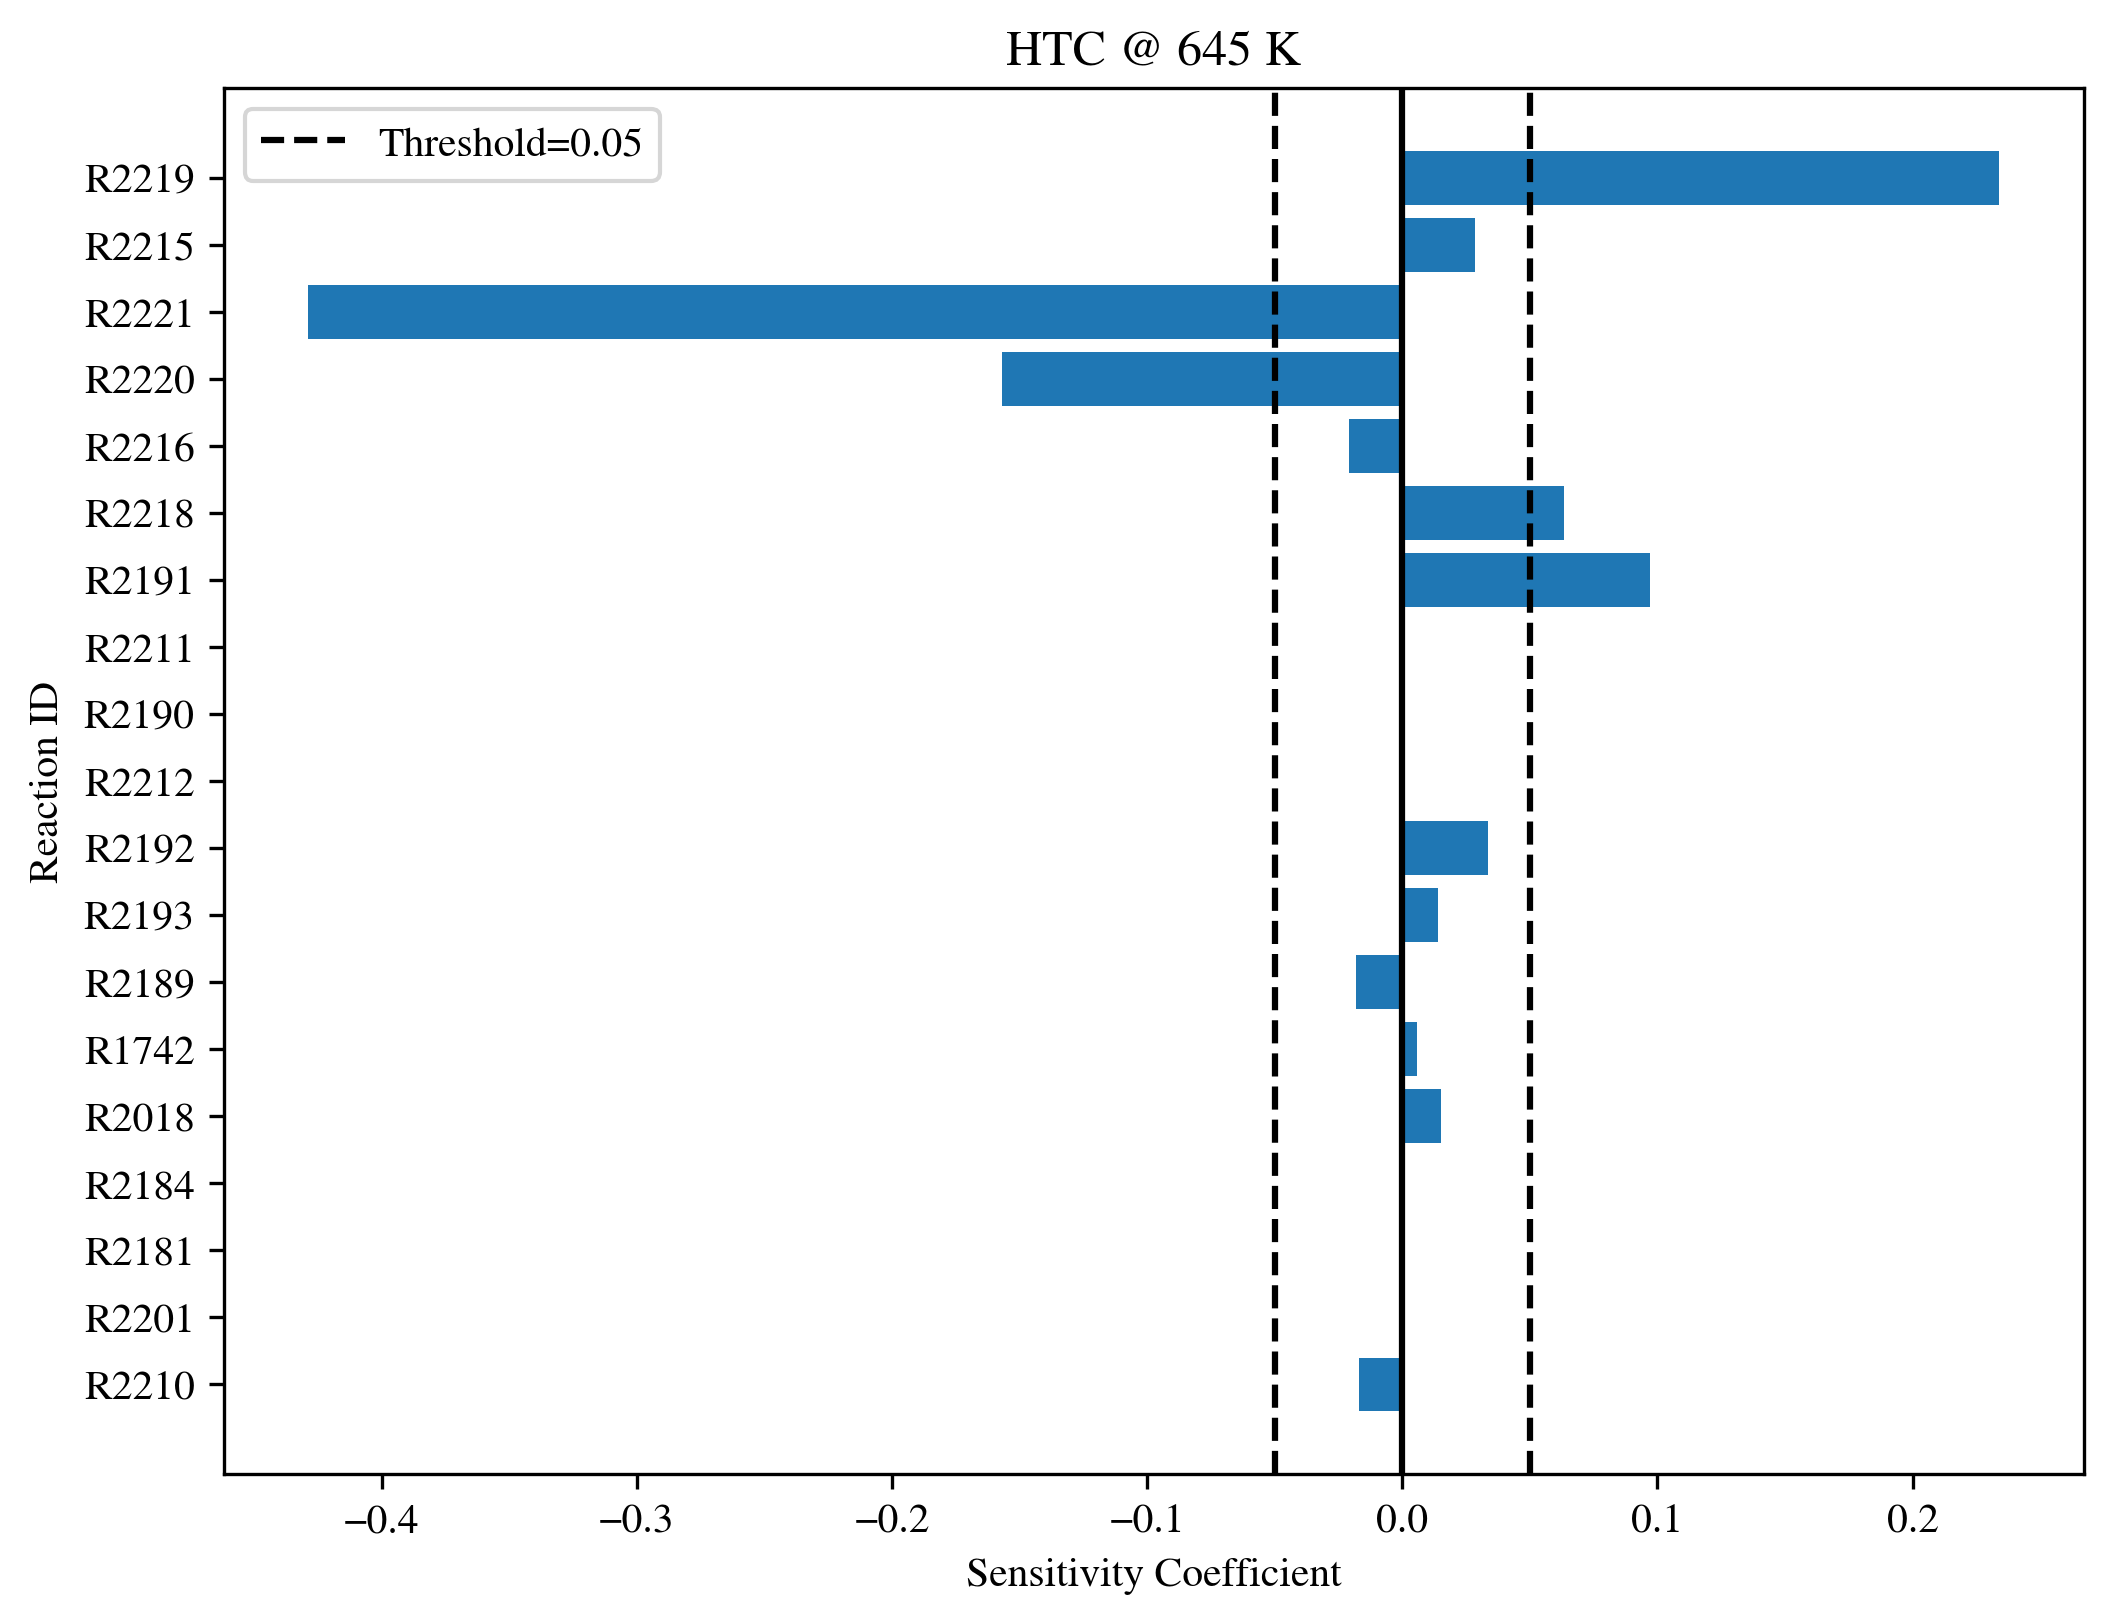 HTC @ 645 K
Threshold=0.05
R2219
R2215
R2221
R2220
R2216
R2218
R2191
R2211
R2190
R2212
R2192
R2193
R2189
R1742
R2018
R2184
R2181
R2201
R2210
Reaction ID
−0.4 −0.3 −0.2 −0.1 0.0 0.1 0.2
Sensitivity Coefficient